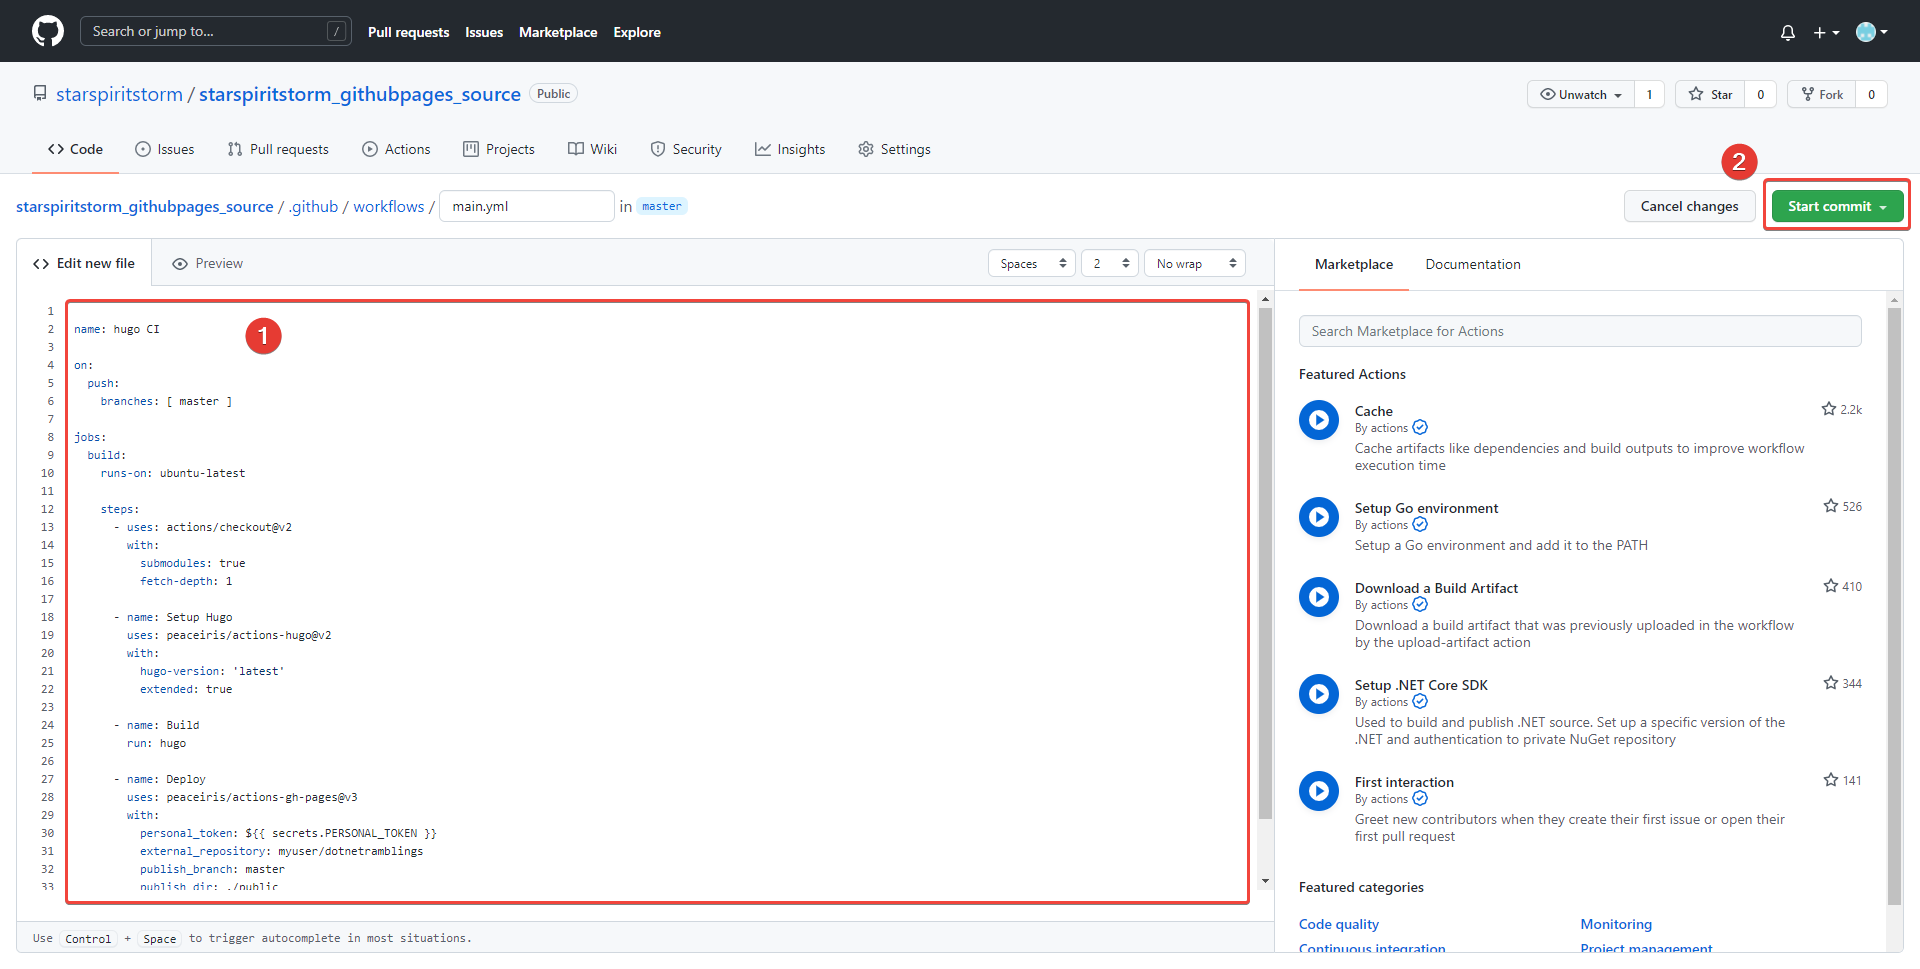 Search or jump to... /
Pull requests Issues Marketplace Explore
starspiritstorm / starspiritstorm_githubpages_source Public
Unwatch 1 Star 0 Fork 0
Code Issues Pull requests Actions Projects Wiki Security Insights Settings
2
starspiritstorm_githubpages_source / .github / workflows / main.yml in master
Cancel changes Start commit
Edit new file Preview
Spaces 2 No wrap
1
1
2 name: hugo CI
3
4 on:
5   push:
6     branches: [ master ]
7
8 jobs:
9   build:
10     runs-on: ubuntu-latest
11
12     steps:
13       - uses: actions/checkout@v2
14         with:
15           submodules: true
16           fetch-depth: 1
17
18       - name: Setup Hugo
19         uses: peaceiris/actions-hugo@v2
20         with:
21           hugo-version: 'latest'
22           extended: true
23
24       - name: Build
25         run: hugo
26
27       - name: Deploy
28         uses: peaceiris/actions-gh-pages@v3
29         with:
30           personal_token: ${{ secrets.PERSONAL_TOKEN }}
31           external_repository: myuser/dotnetramblings
32           publish_branch: master
33           publish_dir: ./public
Use Control + Space to trigger autocomplete in most situations.
Marketplace Documentation
Search Marketplace for Actions
Featured Actions
Cache 2.2k
By actions
Cache artifacts like dependencies and build outputs to improve workflow
execution time
Setup Go environment 526
By actions
Setup a Go environment and add it to the PATH
Download a Build Artifact 410
By actions
Download a build artifact that was previously uploaded in the workflow
by the upload-artifact action
Setup .NET Core SDK 344
By actions
Used to build and publish .NET source. Set up a specific version of the
.NET and authentication to private NuGet repository
First interaction 141
By actions
Greet new contributors when they create their first issue or open their
first pull request
Featured categories
Code quality Monitoring
Continuous integration Project management